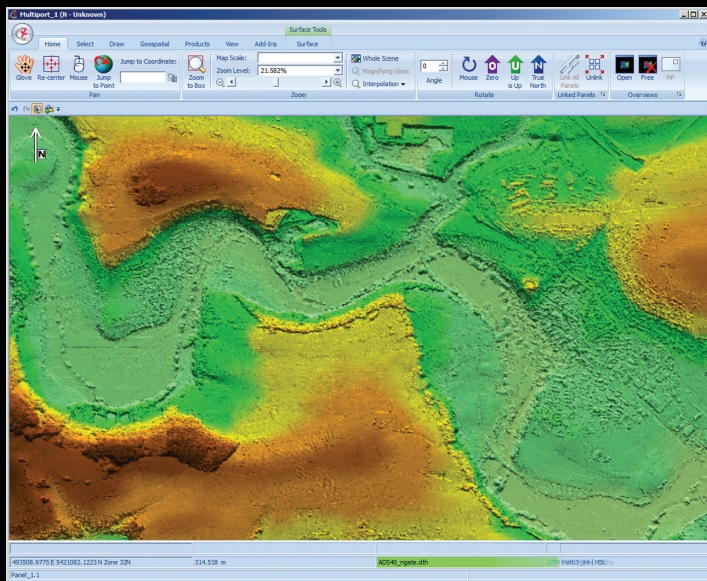 Multiport_1 (N - Unknown)
Surface Tools
Home Select Draw Geospatial Products View Add-Ins Surface
Glove Re-center Mouse Jump to Point
Jump to Coordinate:
Pan
Zoom to Box
Map Scale:
Zoom Level: 21.582%
Whole Scene
Magnifying Glass
Interpolation
Zoom
0
Angle
Mouse Zero Up is Up True North
Rotate
Link All Panels Unlink
Linked Panels
Open Free PIP
Overviews
N
493508.9775 E 5421082.1223 N Zone 32N
314.518 m
ADS40_ngate.dth
Panel_1.1